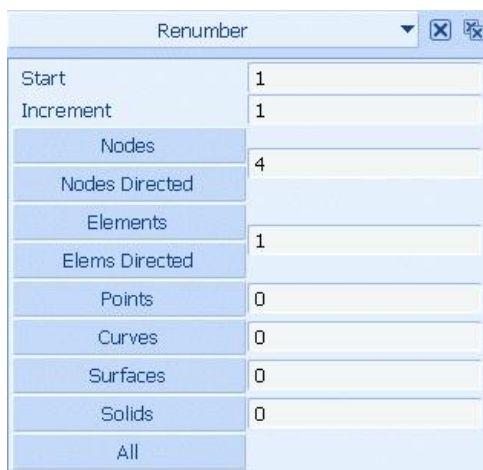 Renumber
Start 1
Increment 1
Nodes
4
Nodes Directed
Elements
1
Elems Directed
Points 0
Curves 0
Surfaces 0
Solids 0
All